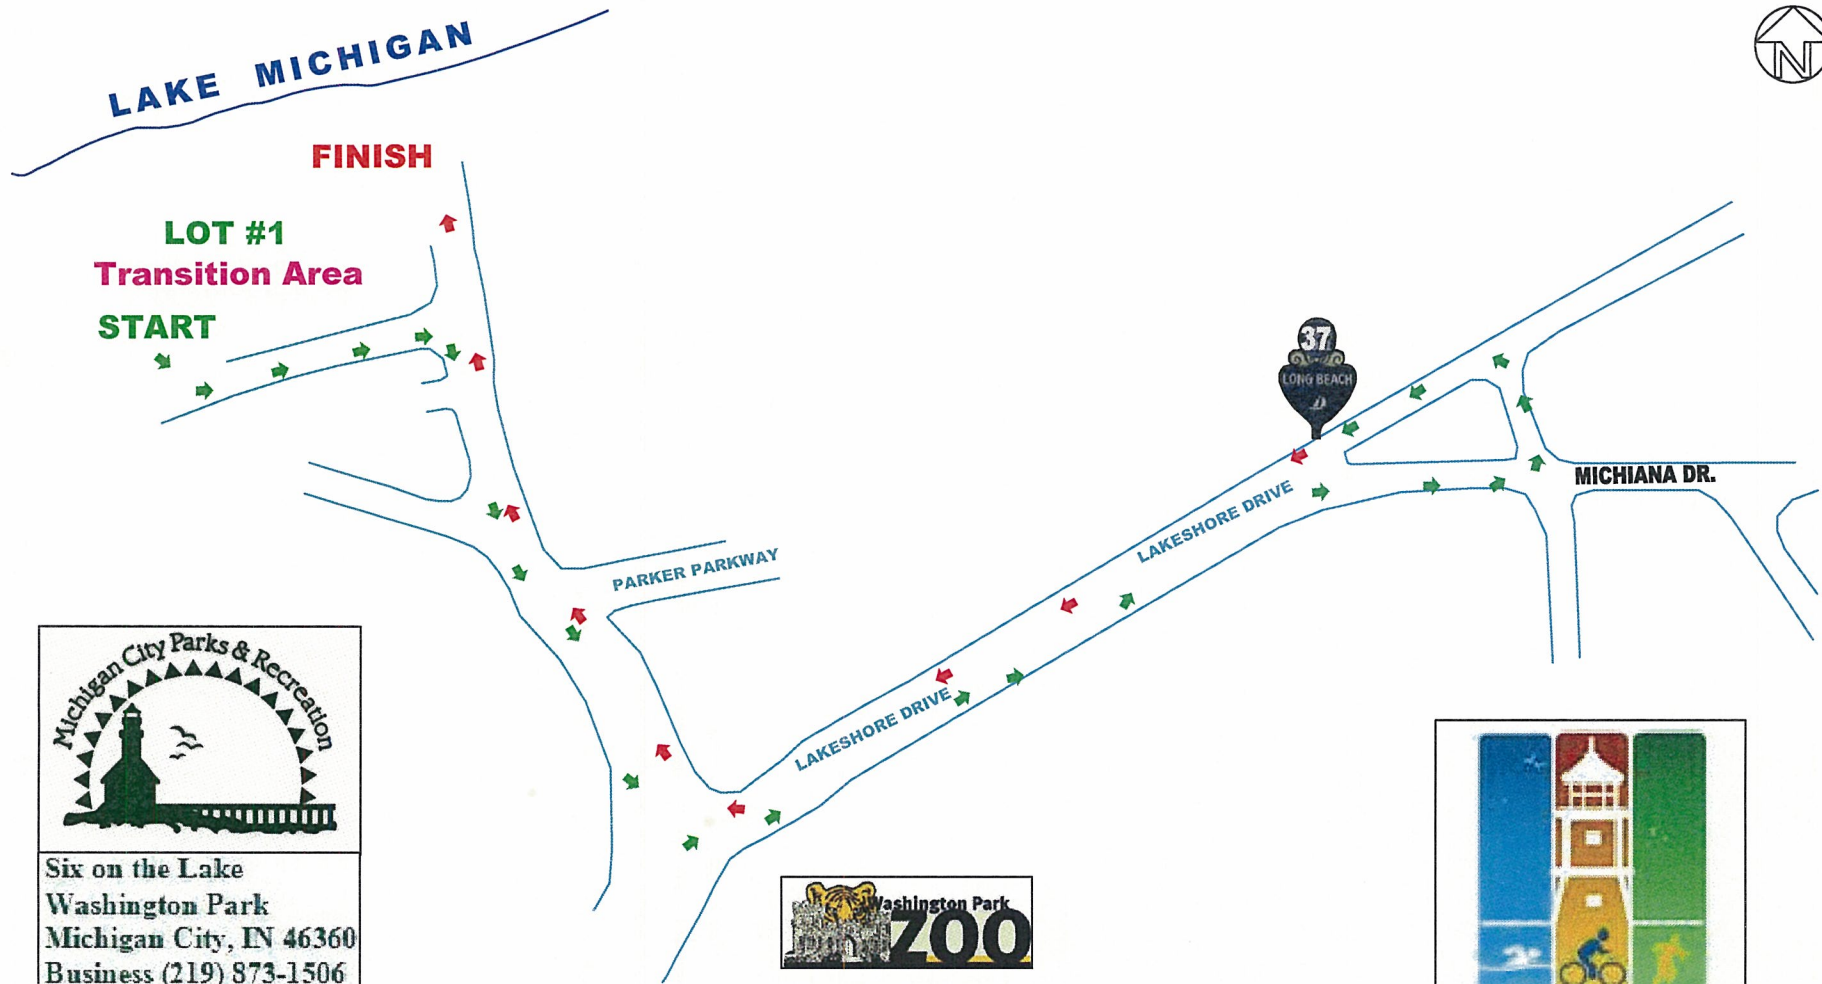 LAKE MICHIGAN
N
FINISH
LOT #1
Transition Area
START
37
LONG BEACH
MICHIANA DR.
LAKESHORE DRIVE
PARKER PARKWAY
LAKESHORE DRIVE
Michigan City Parks & Recreation
Six on the Lake
Washington Park
Michigan City, IN 46360
Business (219) 873-1506
Washington Park
ZOO